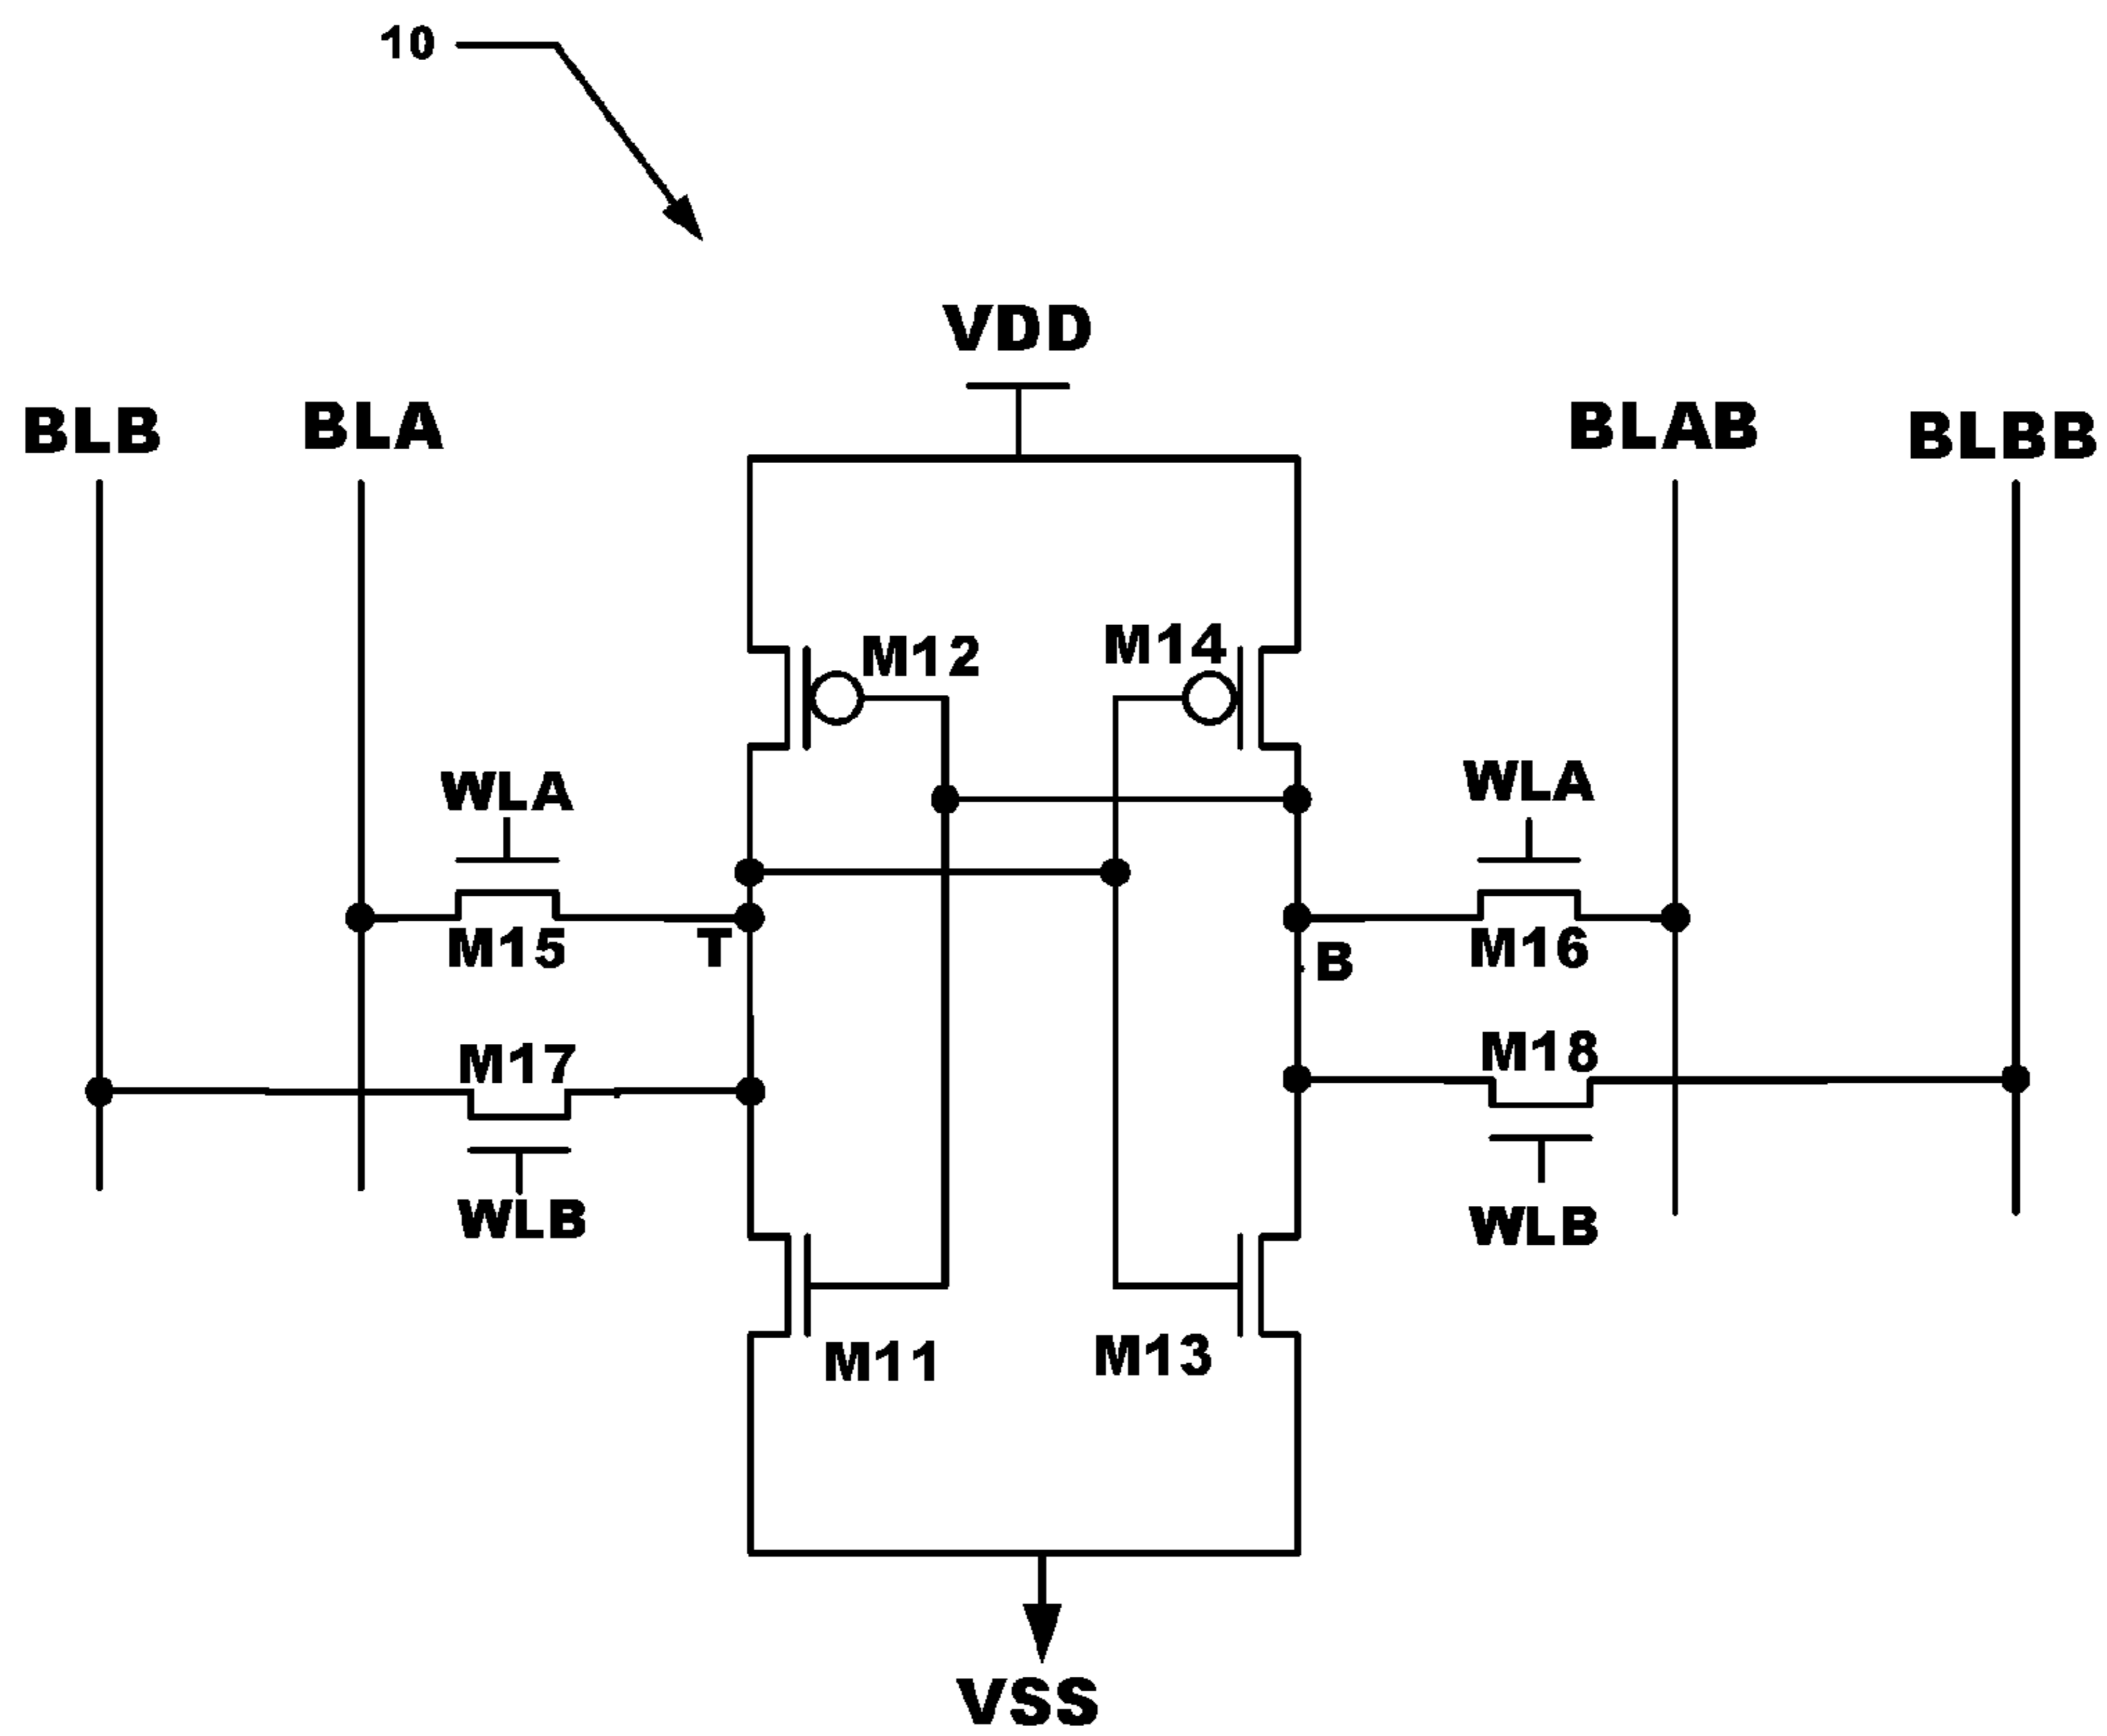 10
VDD
BLB BLA BLAB BLBB
M12 M14
WLA WLA
M15 T B M16
M17 M18
WLB WLB
M11 M13
VSS